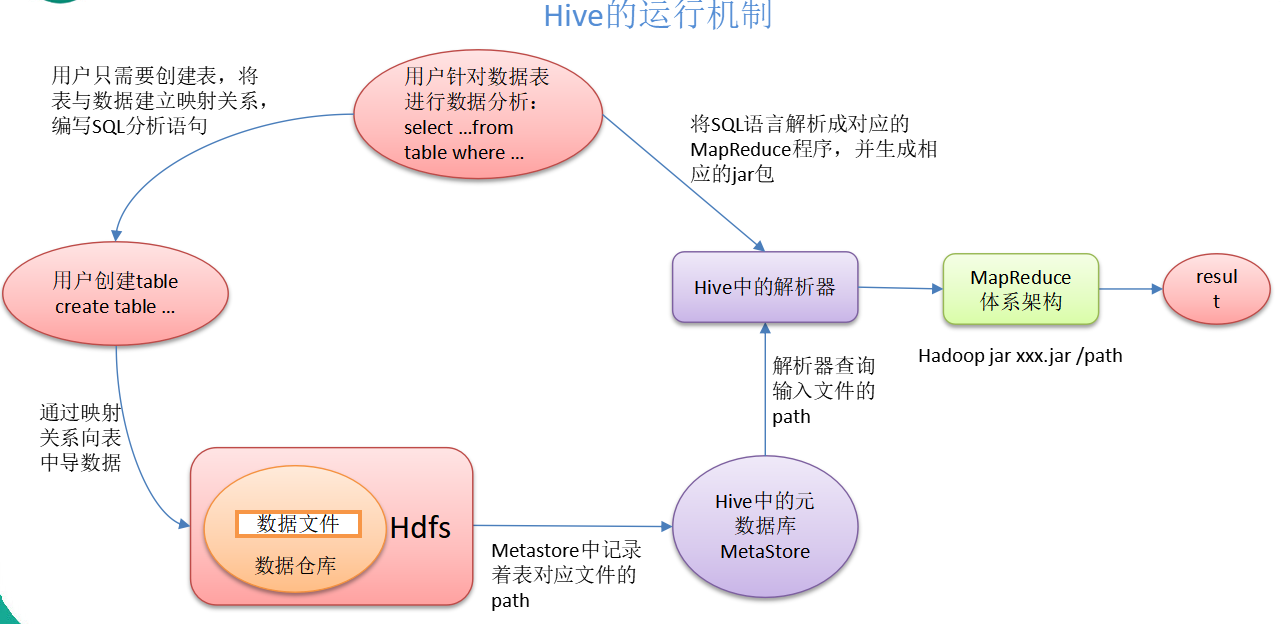 Hive的运行机制
用户只需要创建表，将
表与数据建立映射关系，
编写SQL分析语句
用户针对数据表
进行数据分析：
select ...from
table where ...
将SQL语言解析成对应的
MapReduce程序，并生成相
应的jar包
用户创建table
create table ...
Hive中的解析器
MapReduce
体系架构
resul
t
Hadoop jar xxx.jar /path
解析器查询
输入文件的
path
通过映射
关系向表
中导数据
数据文件
数据仓库
Hdfs
Metastore中记录
着表对应文件的
path
Hive中的元
数据库
MetaStore